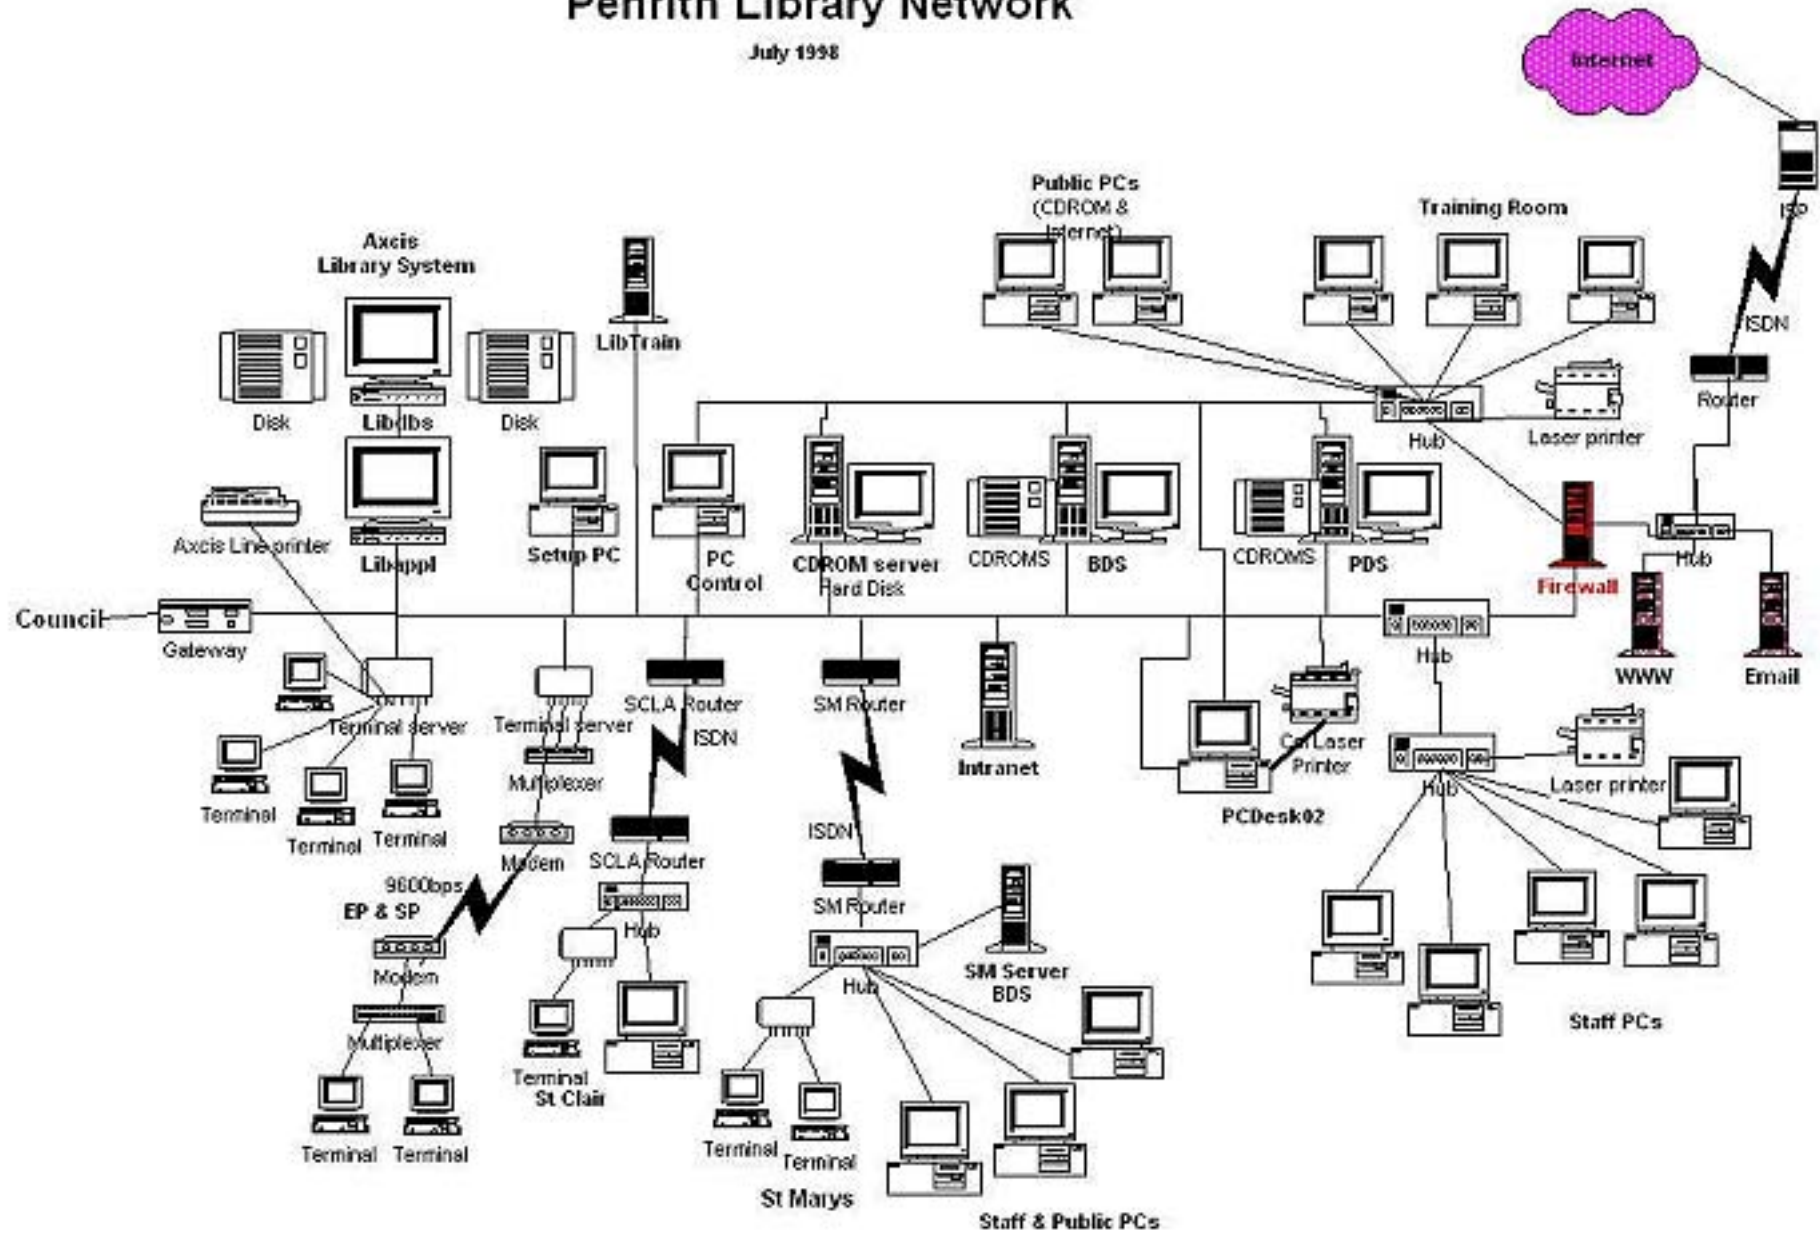 Penrith Library Network
July 1998
Internet
ISP
ISDN
Router
Public PCs
(CDROM &
Internet)
Training Room
Axcis
Library System
LibTrain
Disk
Libdbs
Disk
Hub
Laser printer
Axcis Line printer
Libappl
Setup PC
PC
Control
CDROM server
Hard Disk
CDROMS
BDS
CDROMS
PDS
Firewall
Hub
WWW
Email
Council
Gateway
Hub
Terminal server
Terminal server
SCLA Router
ISDN
SM Router
Intranet
Col Laser
Printer
PCDesk02
Hub
Laser printer
Terminal
Terminal
Terminal
Multiplexer
Modem
SCLA Router
ISDN
SM Router
9600bps
EP & SP
Modem
Hub
Hub
SM Server
BDS
Staff PCs
Multiplexer
Terminal
St Clair
Terminal
Terminal
Terminal
Terminal
St Marys
Staff & Public PCs